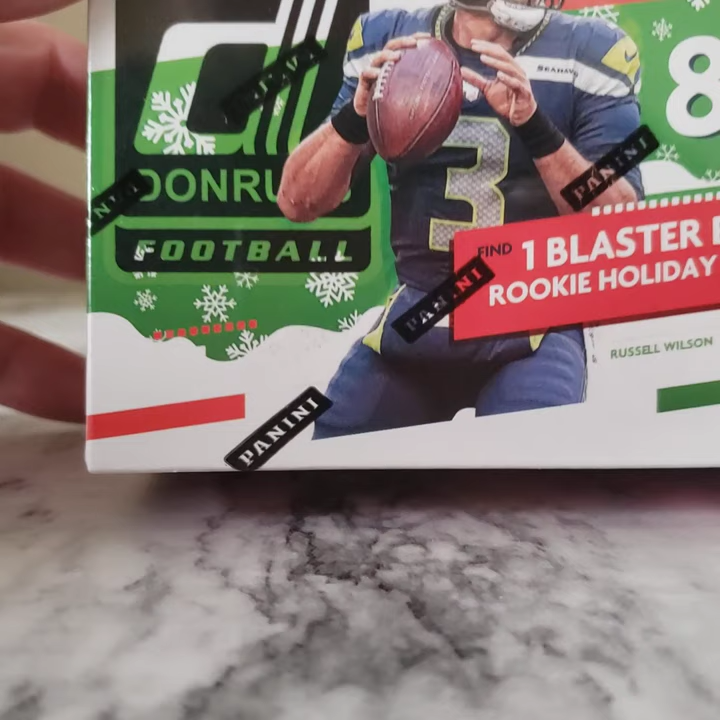 8
SEAHAWKS
PANINI
DONRUSS
3
PANINI
FOOTBALL
FIND 1 BLASTER
ROOKIE HOLIDAY
PANINI
RUSSELL WILSON
PANINI